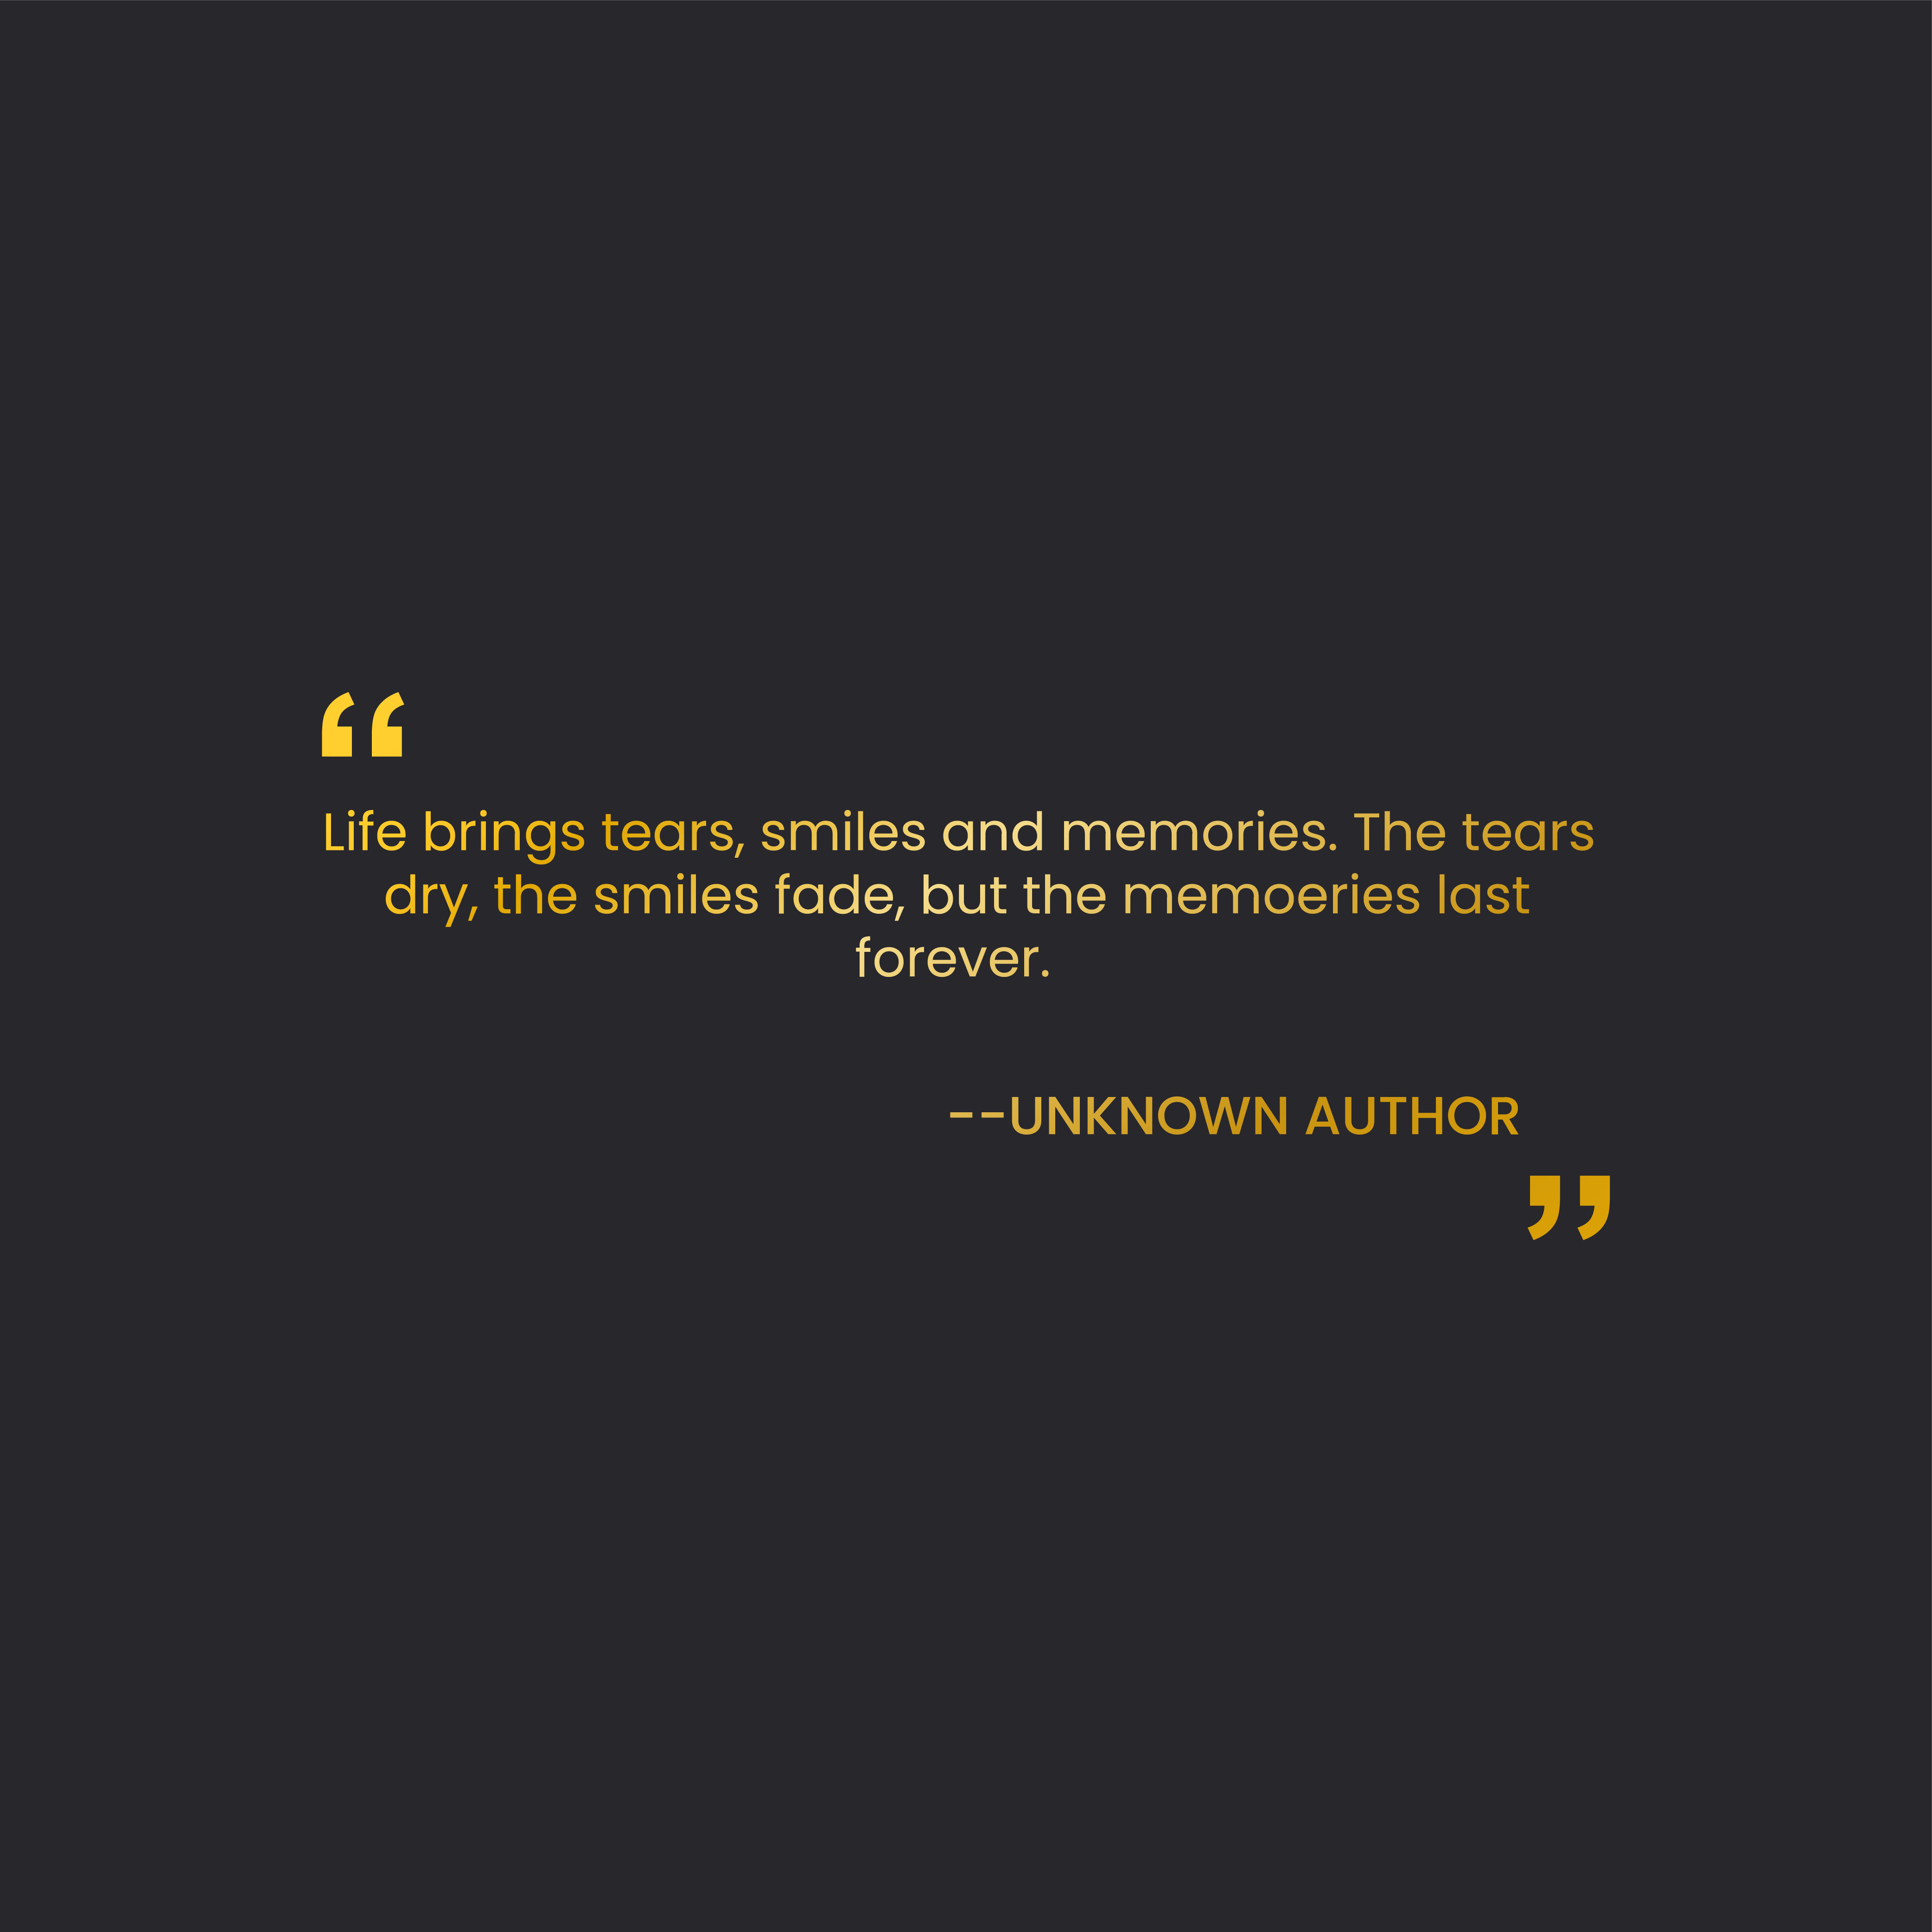 “
Life brings tears, smiles and memories. The tears
dry, the smiles fade, but the memoeries last
forever.
--UNKNOWN AUTHOR
”